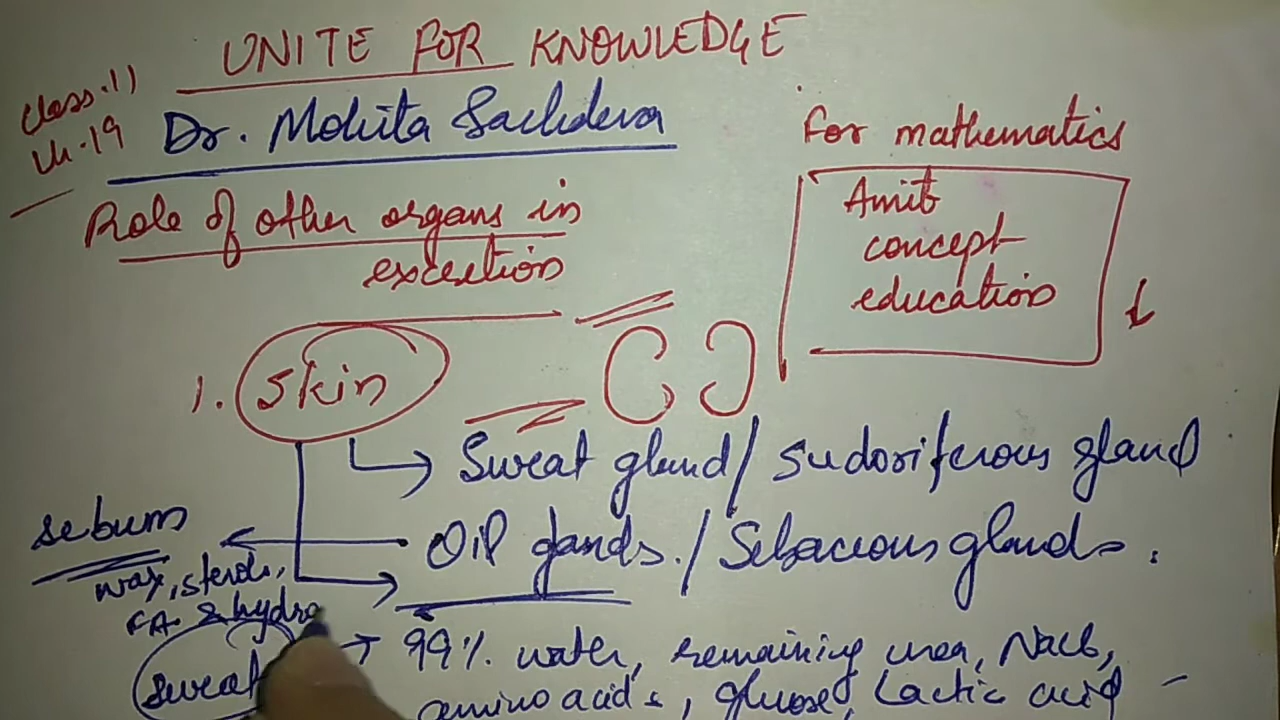 UNITE FOR KNOWLEDGE
Class.11
Ch.19
Dr. Mohita Sachdeva
For mathematics
Amit
concept
education
Role of other organs in
excretion
1. Skin
Sweat gland / Sudoriferous gland
Oil glands. / Sebaceous glands.
sebum
wax, sterols,
F.A. & hydro
sweat → 99% water, remaining urea, NaCl,
amino acids, glucose, Lactic acid